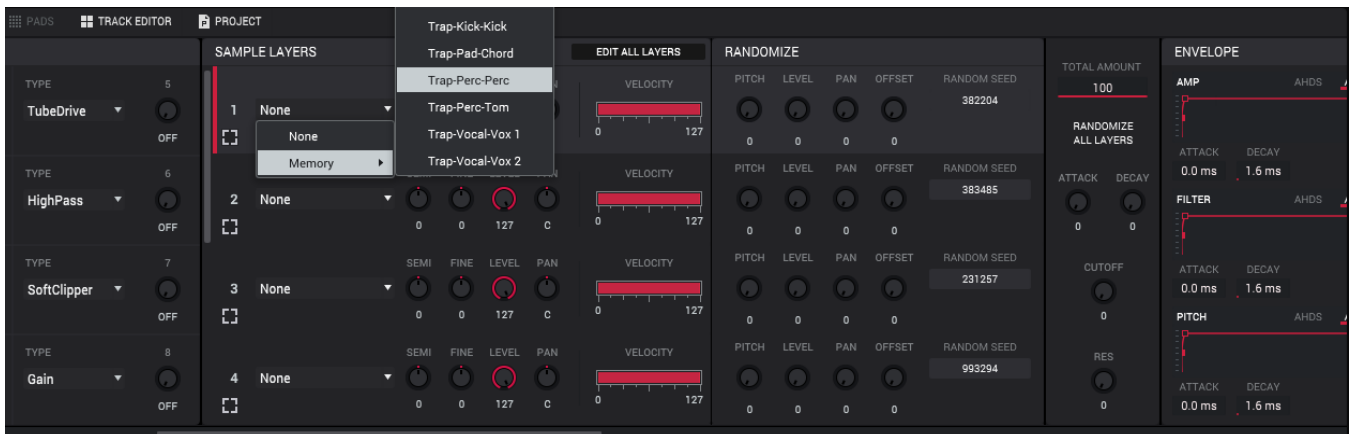 PADS TRACK EDITOR PROJECT
Trap-Kick-Kick
Trap-Pad-Chord
Trap-Perc-Perc
Trap-Perc-Tom
Trap-Vocal-Vox 1
Trap-Vocal-Vox 2
TYPE 5
TubeDrive
OFF
TYPE 6
HighPass
OFF
TYPE 7
SoftClipper
OFF
TYPE 8
Gain
OFF
SAMPLE LAYERS EDIT ALL LAYERS
VELOCITY
1 None
0 127
None
Memory
LEVEL VELOCITY
2 None
0 0 127 C 0 127
SEMI FINE LEVEL PAN VELOCITY
3 None
0 0 127 C 0 127
SEMI FINE LEVEL PAN VELOCITY
4 None
0 0 127 C 0 127
RANDOMIZE
PITCH LEVEL PAN OFFSET RANDOM SEED
382204
0 0 0 0
PITCH LEVEL PAN OFFSET RANDOM SEED
383485
0 0 0 0
PITCH LEVEL PAN OFFSET RANDOM SEED
231257
0 0 0 0
PITCH LEVEL PAN OFFSET RANDOM SEED
993294
0 0 0 0
TOTAL AMOUNT
100
RANDOMIZE
ALL LAYERS
ATTACK DECAY
0 0
CUTOFF
0
RES
0
ENVELOPE
AMP AHDS
ATTACK DECAY
0.0 ms 1.6 ms
FILTER AHDS
ATTACK DECAY
0.0 ms 1.6 ms
PITCH AHDS
ATTACK DECAY
0.0 ms 1.6 ms